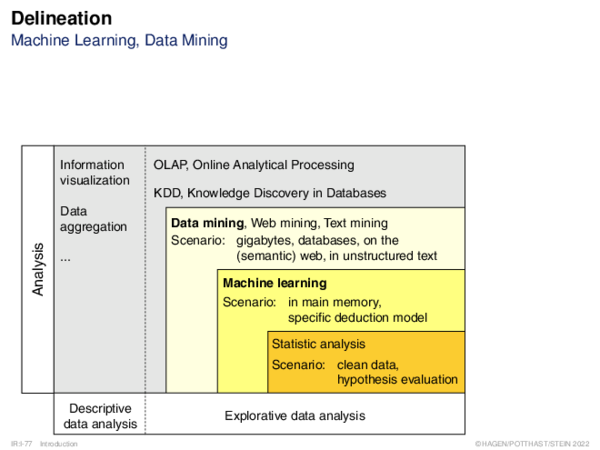 Delineation
Machine Learning, Data Mining
Analysis
Information
visualization
Data
aggregation
...
OLAP, Online Analytical Processing
KDD, Knowledge Discovery in Databases
Data mining, Web mining, Text mining
Scenario: gigabytes, databases, on the
(semantic) web, in unstructured text
Machine learning
Scenario: in main memory,
specific deduction model
Statistic analysis
Scenario: clean data,
hypothesis evaluation
Descriptive
data analysis
Explorative data analysis
IR:I-77 Introduction
©HAGEN/POTTHAST/STEIN 2022